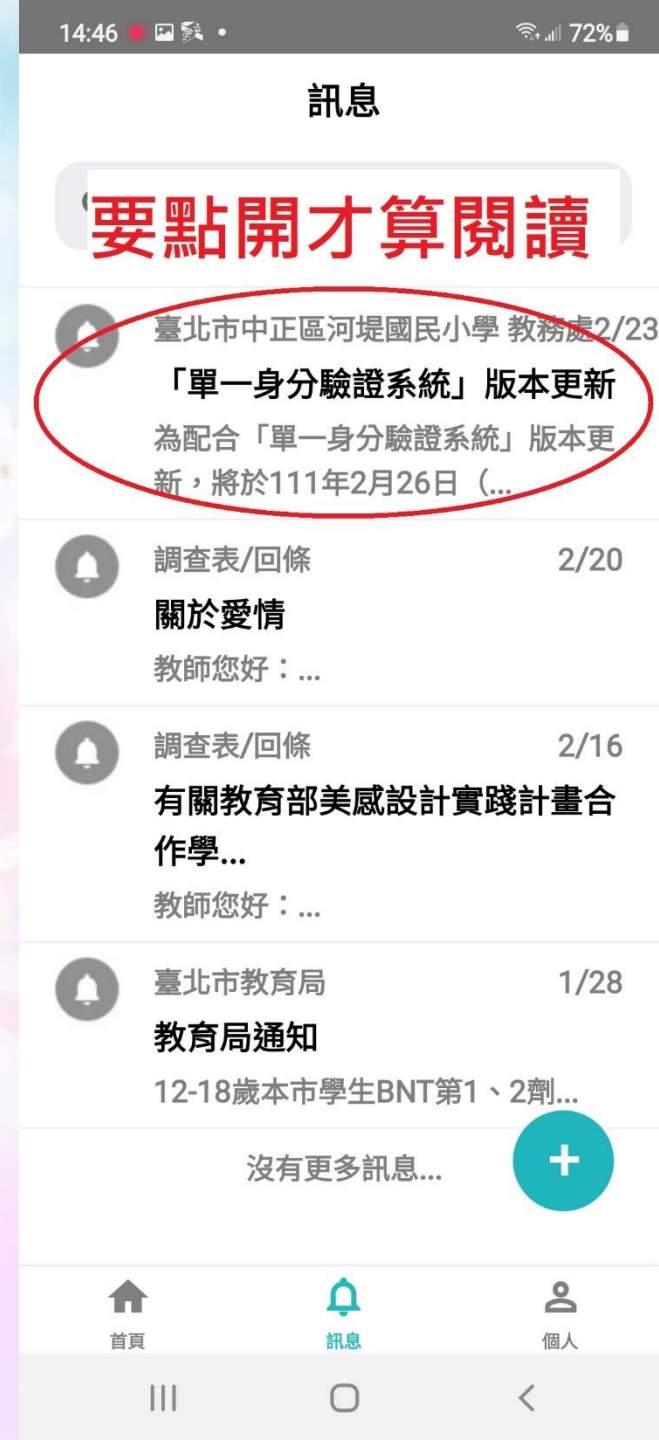 14:46
72%
訊息
要點開才算閱讀
臺北市中正區河堤國民小學 教務處2/23
「單一身分驗證系統」版本更新
為配合「單一身分驗證系統」版本更
新，將於111年2月26日（...
調查表/回條 2/20
關於愛情
教師您好：...
調查表/回條 2/16
有關教育部美感設計實踐計畫合
作學...
教師您好：...
臺北市教育局 1/28
教育局通知
12-18歲本市學生BNT第1、2劑...
沒有更多訊息...
+
首頁 訊息 個人